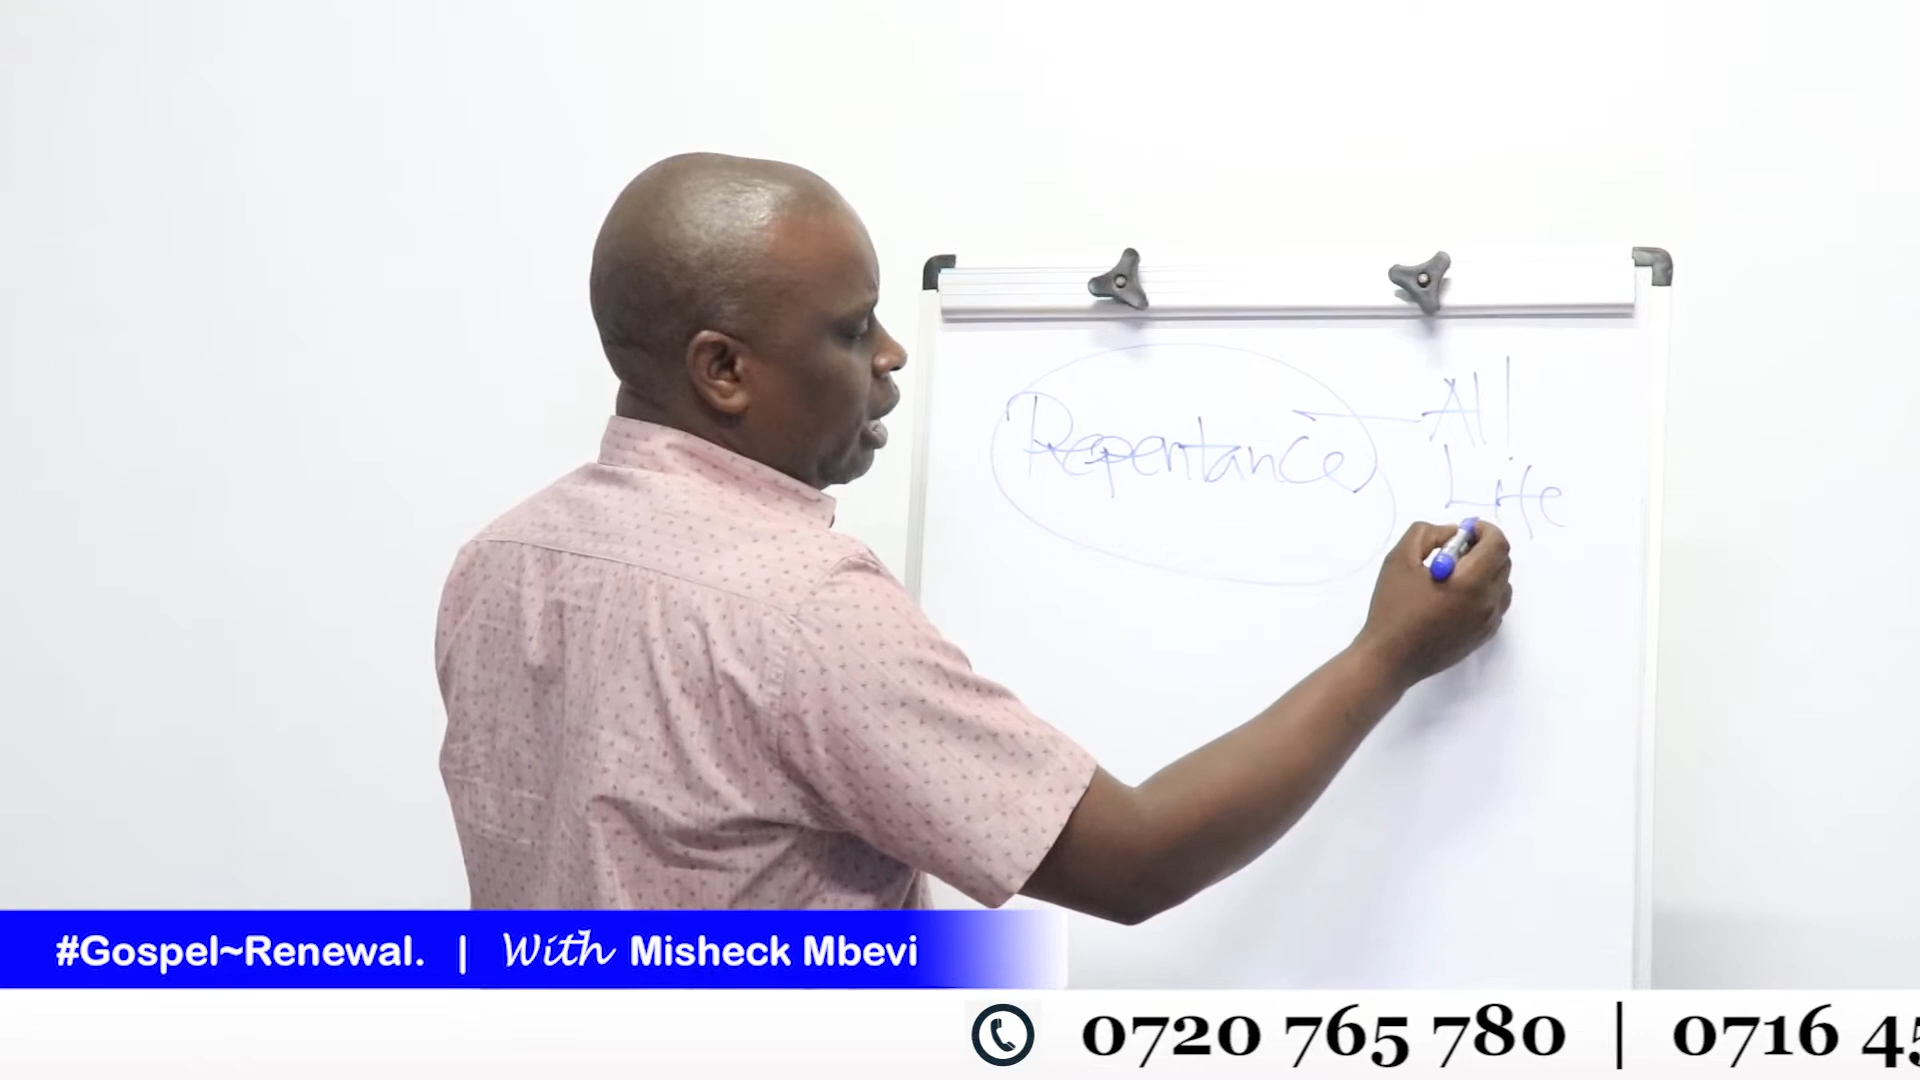 Repentance
All
Life
#Gospel~Renewal. | With Misheck Mbevi
0720 765 780 | 0716 45